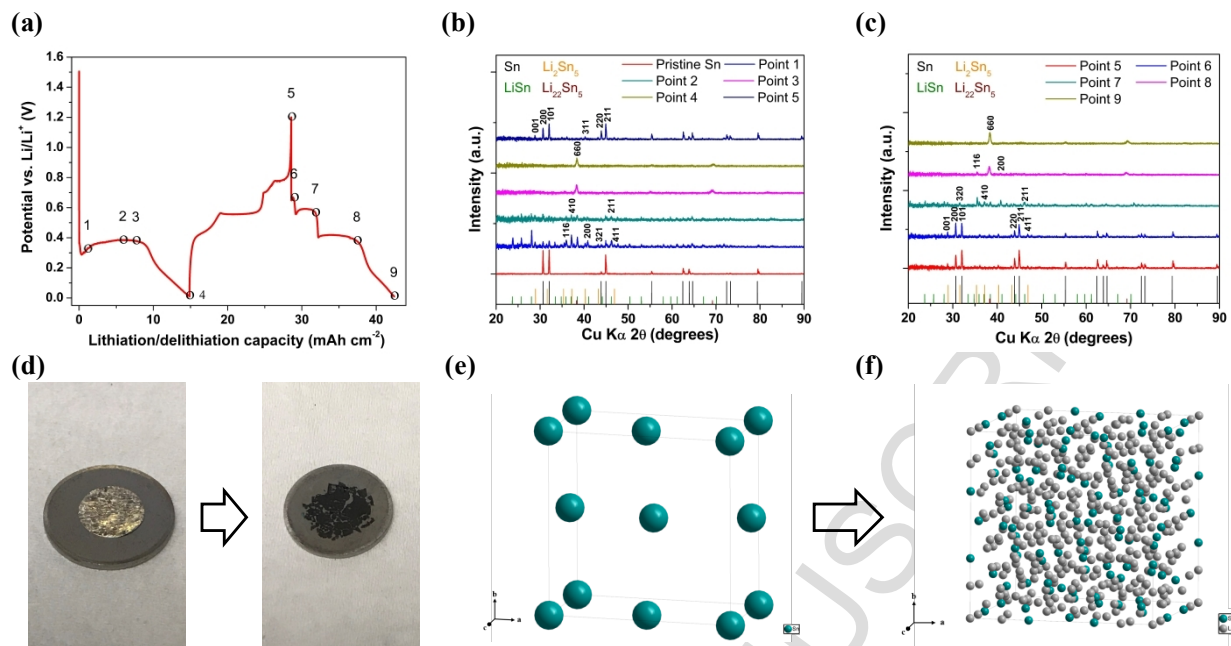 (a)
(b)
(c)
Potential vs. Li/Li⁺ (V)
1.6
1.4
1.2
1.0
0.8
0.6
0.4
0.2
0.0
0 10 20 30 40
Lithiation/delithiation capacity (mAh cm⁻²)
1
2
3
4
5
6
7
8
9
Intensity (a.u.)
Sn
Li₂Sn₅
LiSn
Li₂₂Sn₅
Pristine Sn
Point 1
Point 2
Point 3
Point 4
Point 5
001
200
101
311
220
211
660
410
211
116
200
321
411
20 30 40 50 60 70 80 90
Cu Kα 2θ (degrees)
Intensity (a.u.)
Sn
Li₂Sn₅
LiSn
Li₂₂Sn₅
Point 5
Point 6
Point 7
Point 8
Point 9
660
116
200
320
410
211
001
200
101
220
211
411
20 30 40 50 60 70 80 90
Cu Kα 2θ (degrees)
(d)
(e)
(f)
b
c
a
Sn
b
c
a